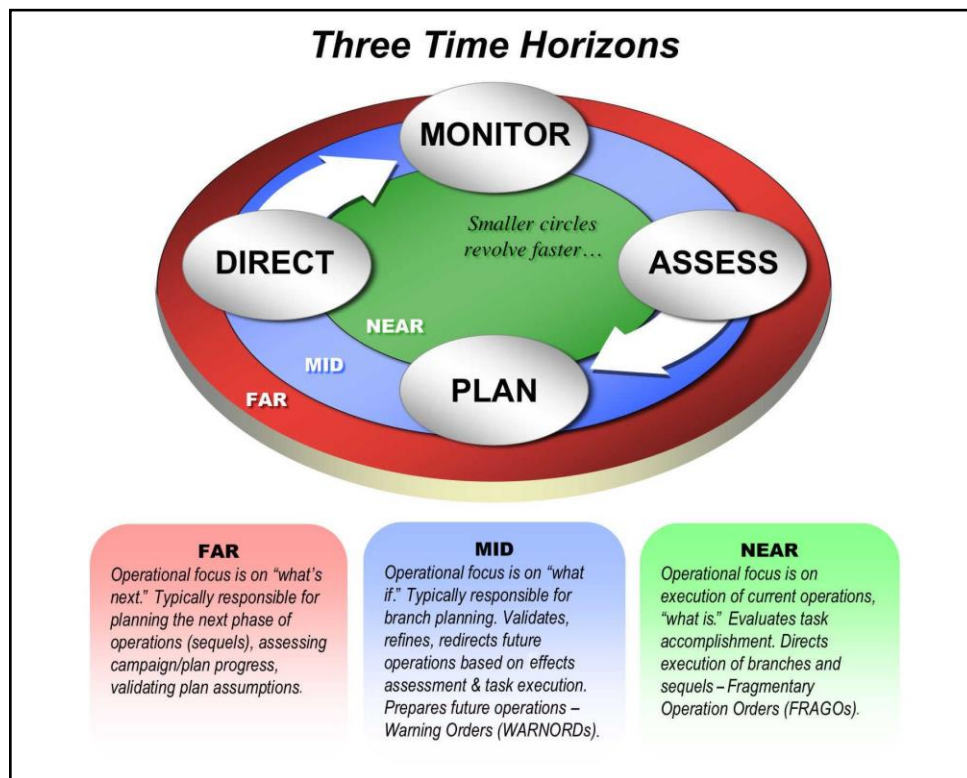 Three Time Horizons
MONITOR
Smaller circles
revolve faster…
DIRECT
ASSESS
NEAR
MID
PLAN
FAR
FAR
Operational focus is on “what’s
next.” Typically responsible for
planning the next phase of
operations (sequels), assessing
campaign/plan progress,
validating plan assumptions.
MID
Operational focus is on “what
if.” Typically responsible for
branch planning. Validates,
refines, redirects future
operations based on effects
assessment & task execution.
Prepares future operations –
Warning Orders (WARNORDs).
NEAR
Operational focus is on
execution of current operations,
“what is.” Evaluates task
accomplishment. Directs
execution of branches and
sequels – Fragmentary
Operation Orders (FRAGOs).